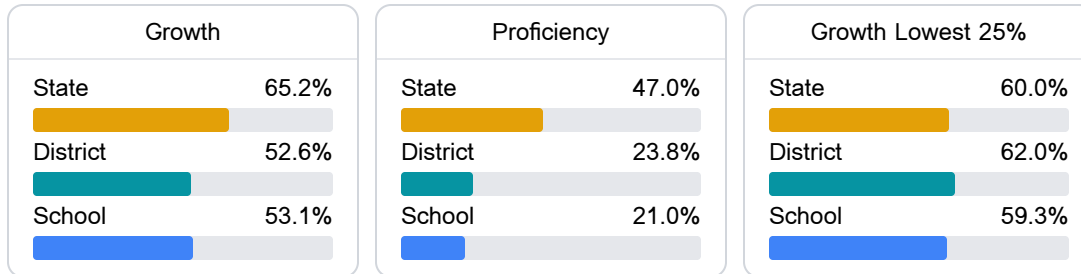 Growth
State 65.2%
District 52.6%
School 53.1%
Proficiency
State 47.0%
District 23.8%
School 21.0%
Growth Lowest 25%
State 60.0%
District 62.0%
School 59.3%